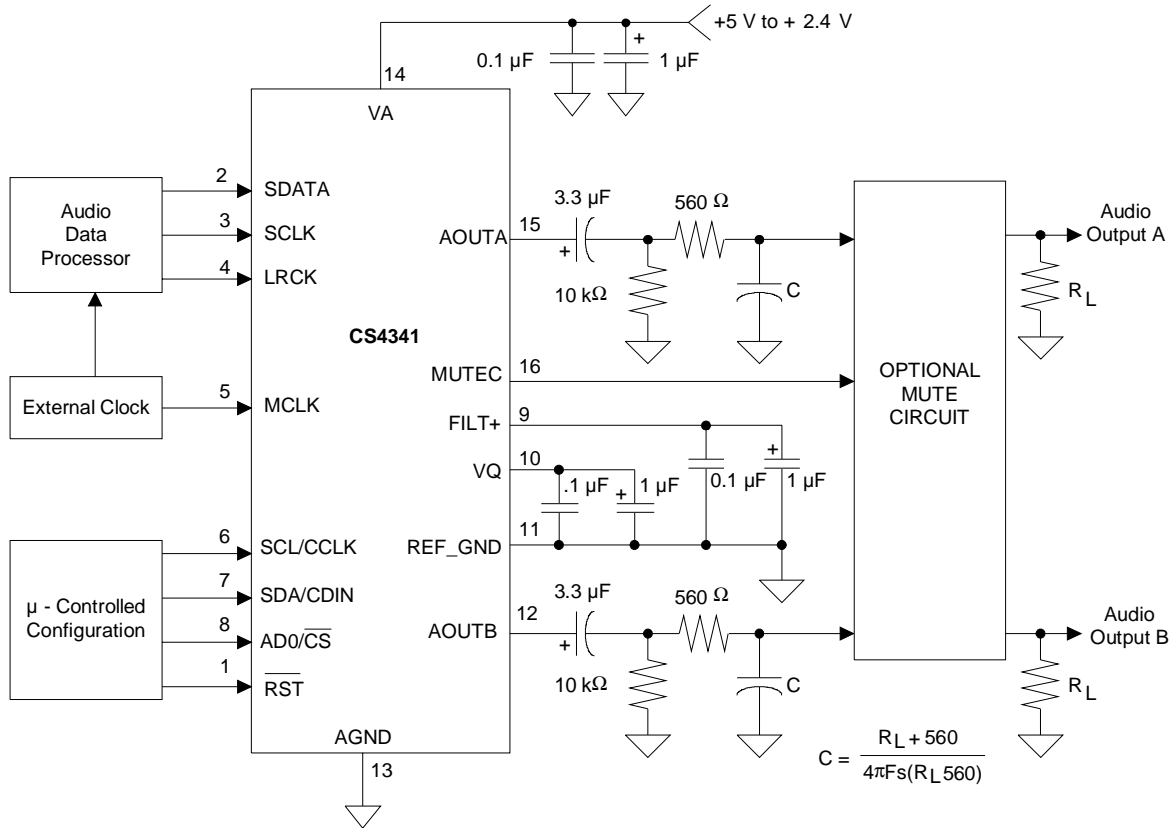 +5 V to + 2.4 V
0.1 µF
+
1 µF
14
VA
Audio
Data
Processor
2
SDATA
3
SCLK
4
LRCK
External Clock
5
MCLK
CS4341
µ - Controlled
Configuration
6
SCL/CCLK
7
SDA/CDIN
8
AD0/CS
1
RST
AGND
13
AOUTA
15
3.3 µF
+
560 Ω
10 kΩ
C
MUTEC
16
FILT+
9
VQ
10
.1 µF
+
1 µF
0.1 µF
+
1 µF
REF_GND
11
AOUTB
12
3.3 µF
+
560 Ω
10 kΩ
C
OPTIONAL
MUTE
CIRCUIT
Audio
Output A
RL
Audio
Output B
RL
C = RL + 560
4πFs(RL560)